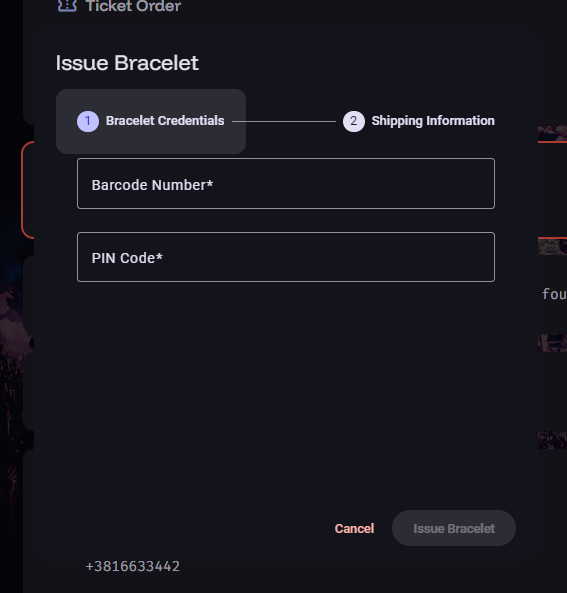 Ticket Order
Issue Bracelet
1 Bracelet Credentials
2 Shipping Information
Barcode Number*
PIN Code*
fou
Cancel
Issue Bracelet
+3816633442